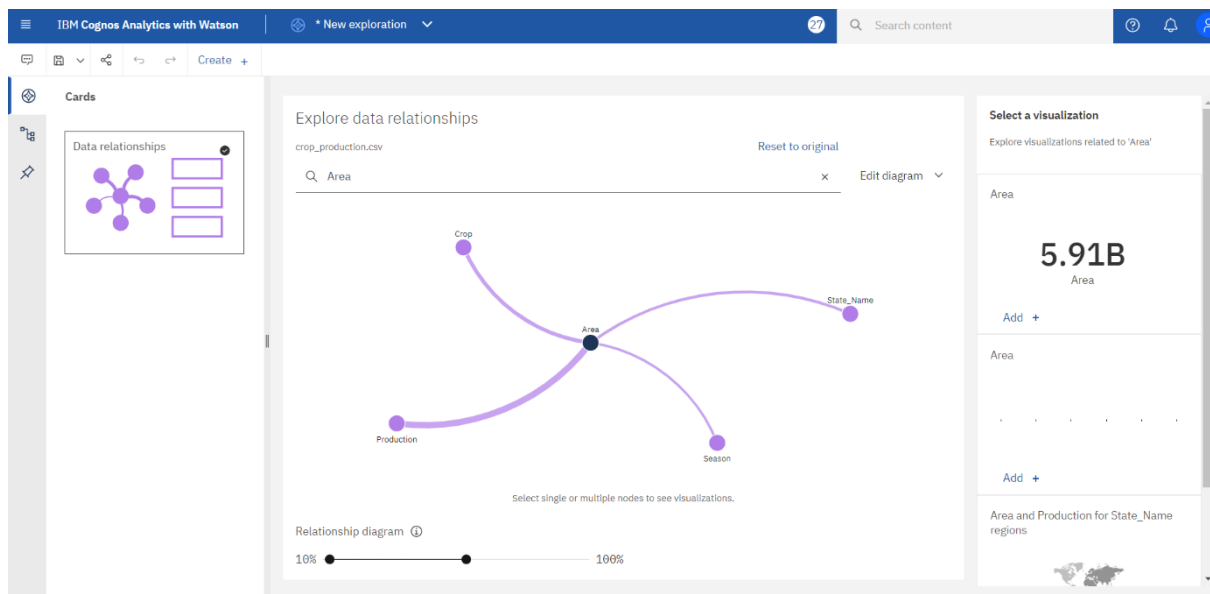 IBM Cognos Analytics with Watson
* New exploration
27
Search content
Create +
Cards
Data relationships
Explore data relationships
crop_production.csv
Reset to original
Area
Edit diagram
Crop
State_Name
Area
Production
Season
Select single or multiple nodes to see visualizations.
Relationship diagram
10%
100%
Select a visualization
Explore visualizations related to 'Area'
Area
5.91B
Area
Add +
Area
Add +
Area and Production for State_Name
regions